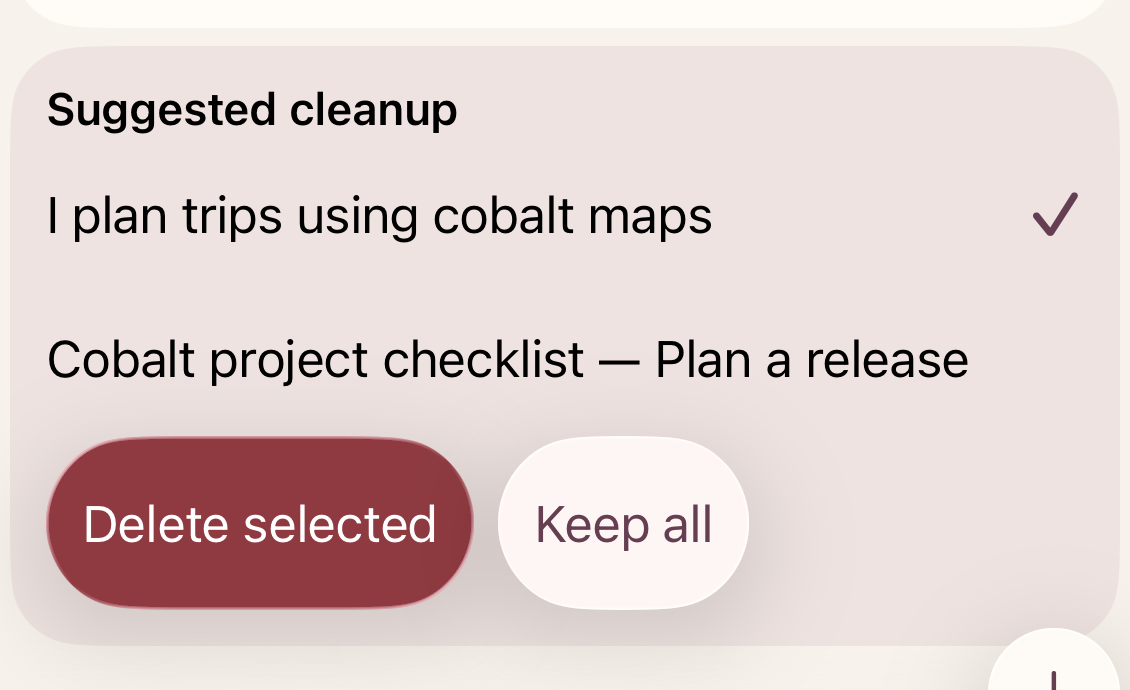 Suggested cleanup
I plan trips using cobalt maps
Cobalt project checklist — Plan a release
Delete selected
Keep all